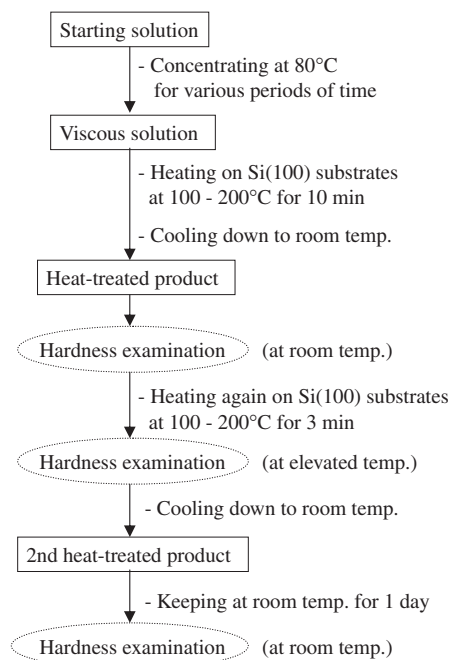 Starting solution
- Concentrating at 80°C
for various periods of time
Viscous solution
- Heating on Si(100) substrates
at 100 - 200°C for 10 min
- Cooling down to room temp.
Heat-treated product
Hardness examination (at room temp.)
- Heating again on Si(100) substrates
at 100 - 200°C for 3 min
Hardness examination (at elevated temp.)
- Cooling down to room temp.
2nd heat-treated product
- Keeping at room temp. for 1 day
Hardness examination (at room temp.)